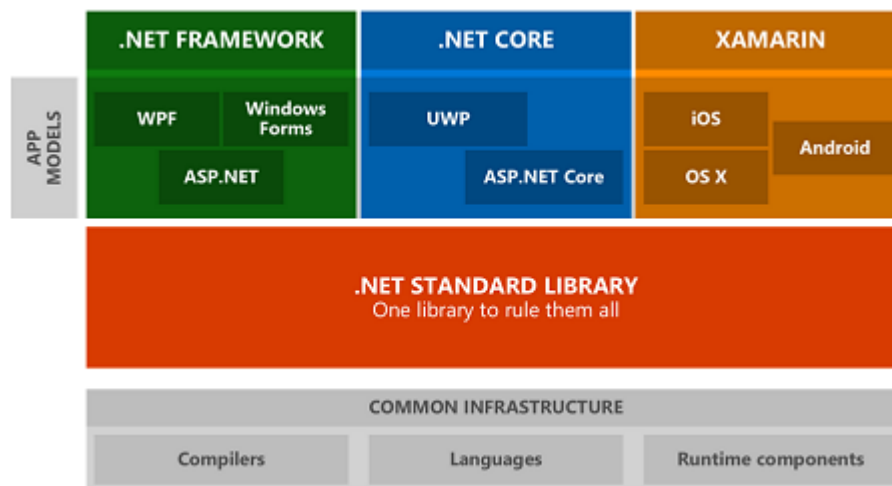 .NET FRAMEWORK
.NET CORE
XAMARIN
APP
MODELS
WPF
Windows
Forms
ASP.NET
UWP
ASP.NET Core
iOS
Android
OS X
.NET STANDARD LIBRARY
One library to rule them all
COMMON INFRASTRUCTURE
Compilers
Languages
Runtime components